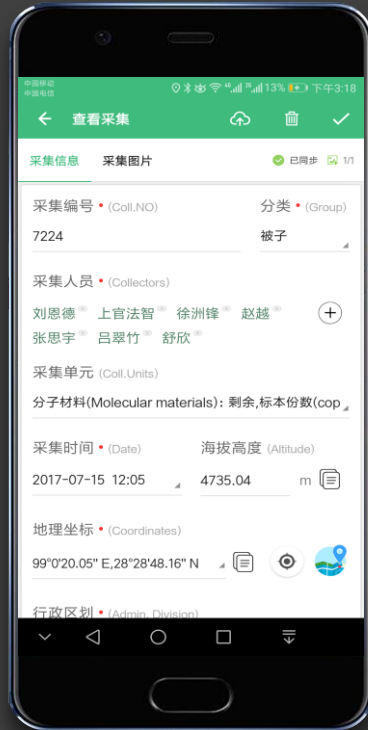 中国移动
中国电信
46 26 13% 下午3:18
查看采集
采集信息 采集图片 已同步 1/1
采集编号 • (Coll.NO) 分类 • (Group)
7224 被子
采集人员 • (Collectors)
刘恩德 上官法智 徐洲锋 赵越
张思宇 吕翠竹 舒欣
采集单元 (Coll.Units)
分子材料(Molecular materials)：剩余,标本份数(cop
采集时间 • (Date) 海拔高度 (Altitude)
2017-07-15 12:05 4735.04 m
地理坐标 • (Coordinates)
99°0'20.05" E,28°28'48.16" N
行政区划 • (Admin. Division)